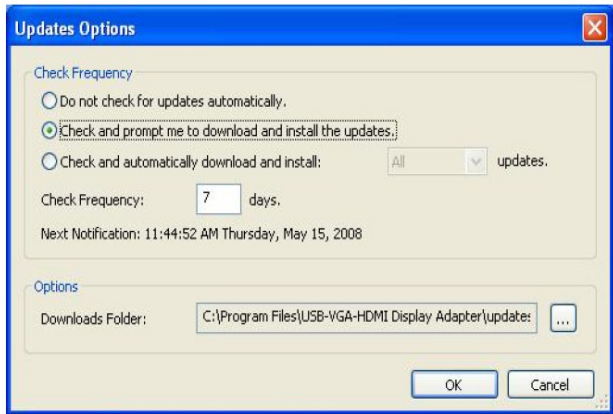 Updates Options
Check Frequency
Do not check for updates automatically.
Check and prompt me to download and install the updates.
Check and automatically download and install: All updates.
Check Frequency: 7 days.
Next Notification: 11:44:52 AM Thursday, May 15, 2008
Options
Downloads Folder: C:\Program Files\USB-VGA-HDMI Display Adapter\updates ...
OK Cancel